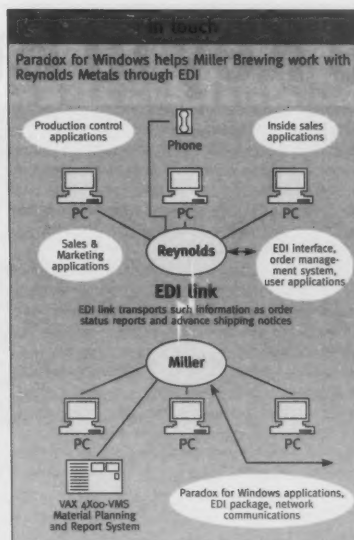 In touch
Paradox for Windows helps Miller Brewing work with
Reynolds Metals through EDI
Production control
applications
Phone
Inside sales
applications
PC
PC
PC
Sales &
Marketing
applications
Reynolds
EDI interface,
order manage-
ment system,
user applications
EDI link
EDI link transports such information as order
status reports and advance shipping notices
Miller
PC
PC
PC
VAX 4X00-VMS
Material Planning
and Report System
Paradox for Windows applications,
EDI package, network
communications